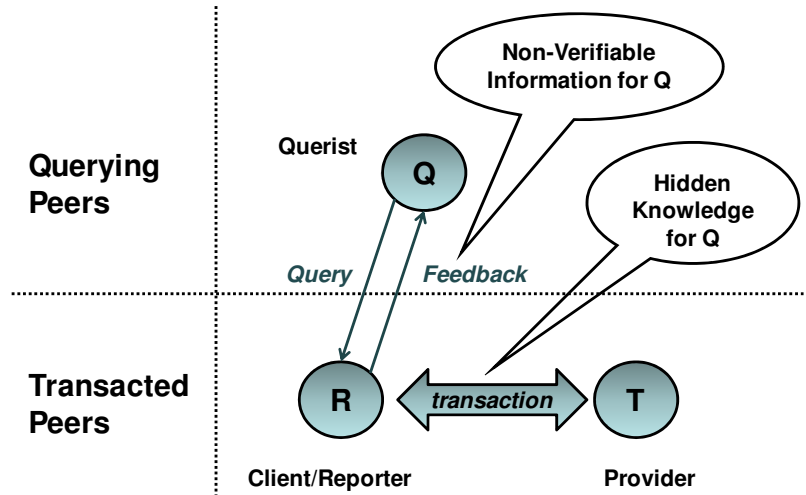 Non-Verifiable
Information for Q
Querist
Q
Querying
Peers
Hidden
Knowledge
for Q
Query
Feedback
Transacted
Peers
R
transaction
T
Client/Reporter
Provider